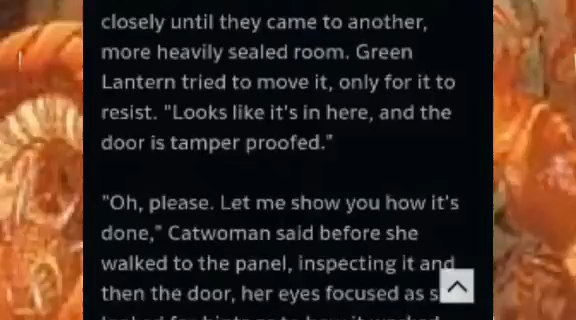 closely until they came to another,
more heavily sealed room. Green
Lantern tried to move it, only for it to
resist. "Looks like it's in here, and the
door is tamper proofed."
"Oh, please. Let me show you how it's
done," Catwoman said before she
walked to the panel, inspecting it and
then the door, her eyes focused as